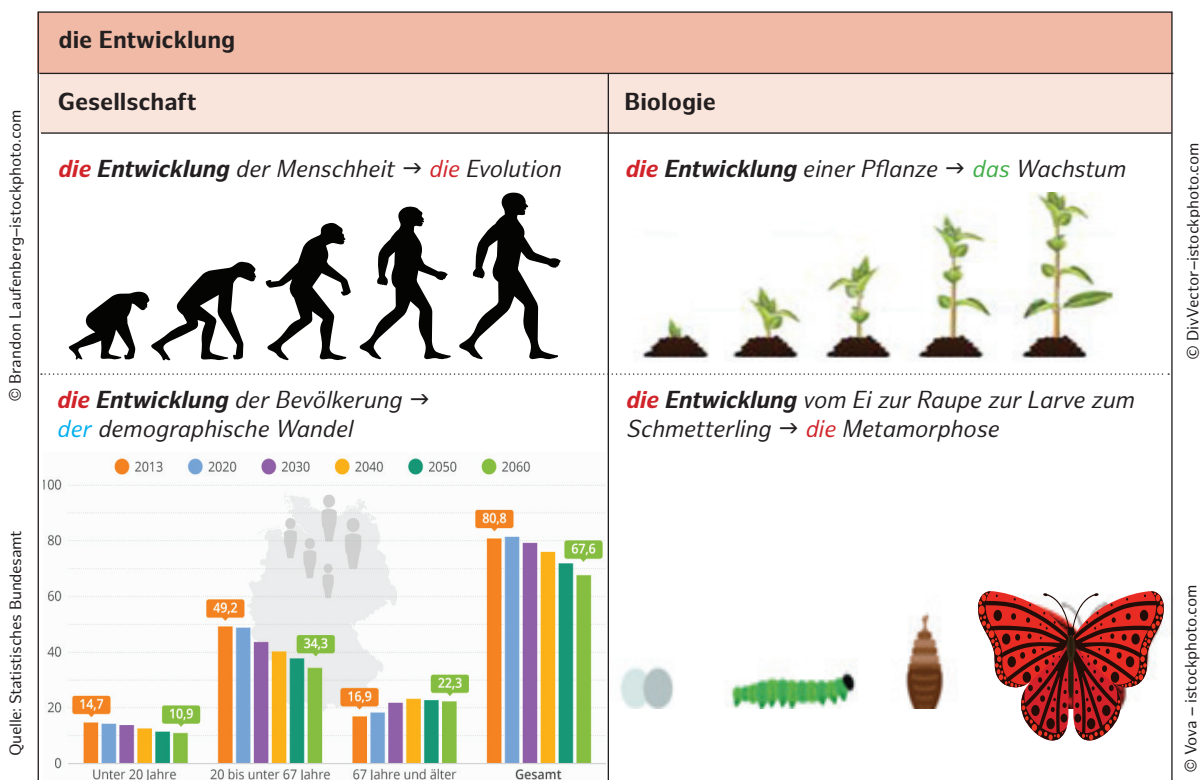 die Entwicklung
Gesellschaft
Biologie
die Entwicklung der Menschheit → die Evolution
die Entwicklung einer Pflanze → das Wachstum
die Entwicklung der Bevölkerung →
der demographische Wandel
2013 2020 2030 2040 2050 2060
100
80
60
40
20
0
14,7
10,9
49,2
34,3
16,9
22,3
80,8
67,6
Unter 20 Jahre
20 bis unter 67 Jahre
67 Jahre und älter
Gesamt
die Entwicklung vom Ei zur Raupe zur Larve zum
Schmetterling → die Metamorphose
© Brandon Laufenberg–istockphoto.com
Quelle: Statistisches Bundesamt
© DivVector–istockphoto.com
© Vova – istockphoto.com